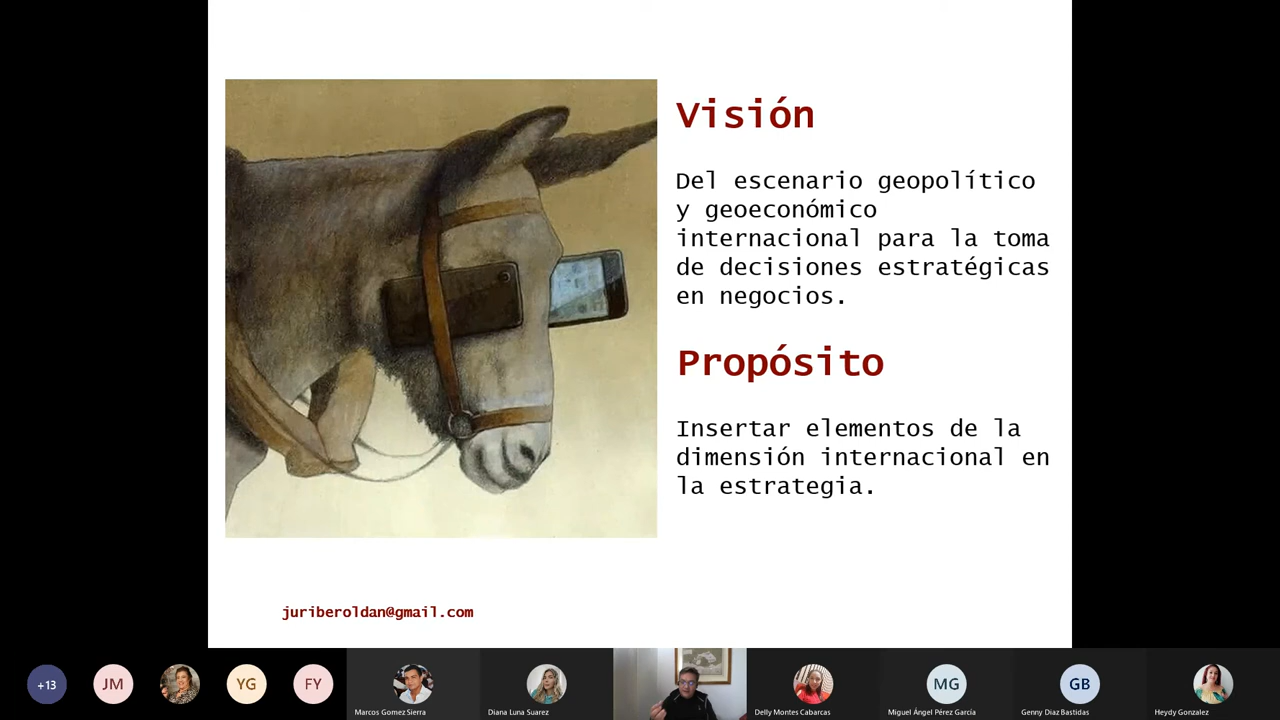 Visión
Del escenario geopolítico
y geoeconómico
internacional para la toma
de decisiones estratégicas
en negocios.
Propósito
Insertar elementos de la
dimensión internacional en
la estrategia.
juriberoldan@gmail.com
+13
JM
YG
FY
Marcos Gomez Sierra
Diana Luna Suarez
Delly Montes Cabarcas
MG
Miguel Ángel Pérez García
GB
Genny Diaz Bastidas
Heydy Gonzalez